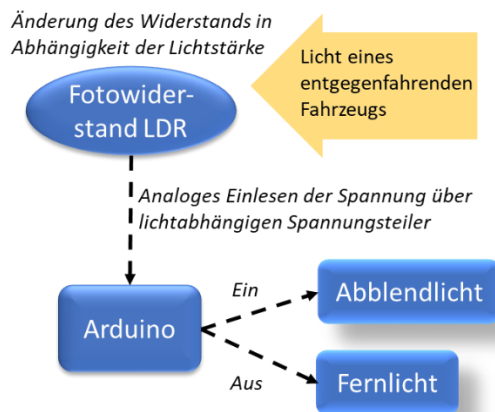 Änderung des Widerstands in
Abhängigkeit der Lichtstärke
Licht eines
entgegenfahrenden
Fahrzeugs
Fotowider-
stand LDR
Analoges Einlesen der Spannung über
lichtabhängigen Spannungsteiler
Ein
Abblendlicht
Arduino
Aus
Fernlicht